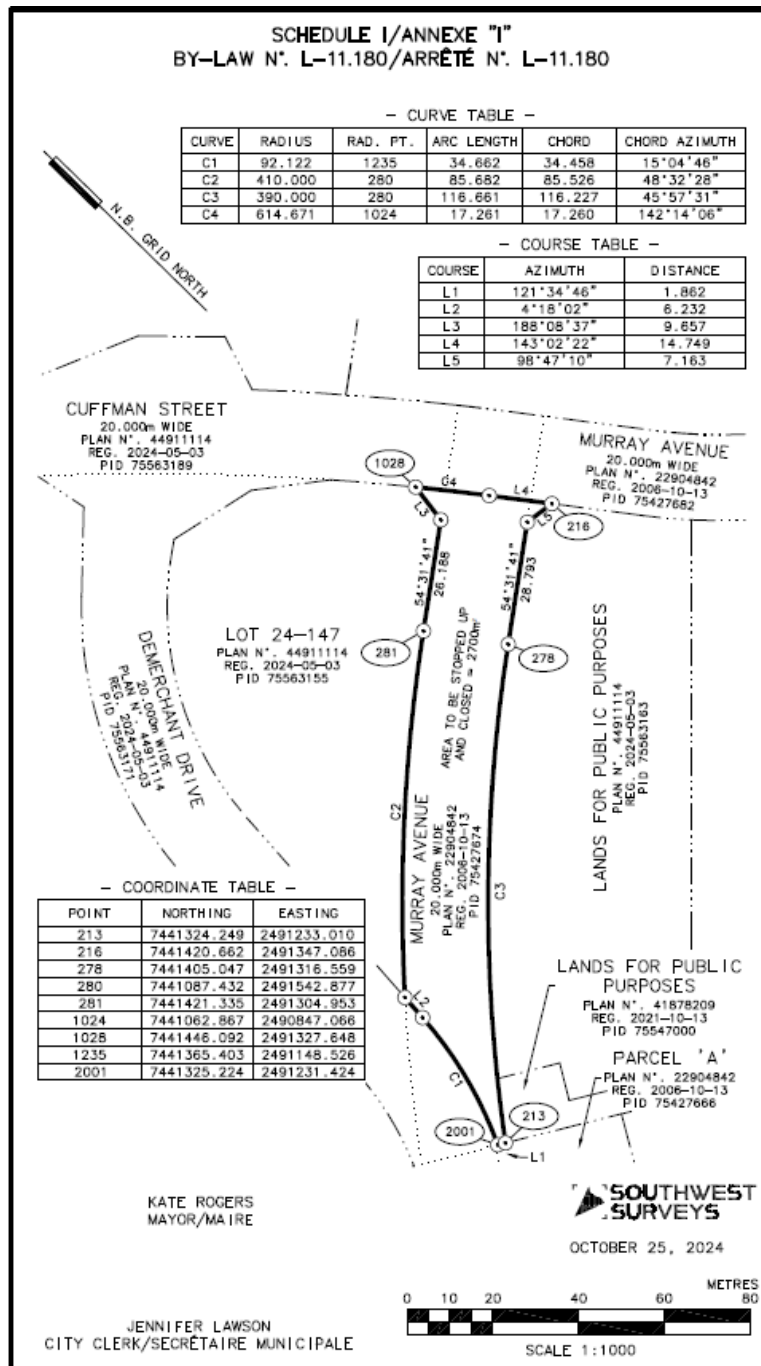 SCHEDULE I/ANNEXE "I"
BY-LAW N°. L-11.180/ARRÊTÉ N°. L-11.180
- CURVE TABLE -
CURVE RADIUS RAD. PT. ARC LENGTH CHORD CHORD AZIMUTH
C1 92.122 1235 34.662 34.458 15°04'46"
C2 410.000 280 85.682 85.526 48°32'28"
C3 390.000 280 116.661 116.227 45°57'31"
C4 614.671 1024 17.261 17.260 142°14'06"
N.B. GRID NORTH
- COURSE TABLE -
COURSE AZIMUTH DISTANCE
L1 121°34'46" 1.862
L2 4°18'02" 6.232
L3 188°08'37" 9.657
L4 143°02'22" 14.749
L5 98°47'10" 7.163
CUFFMAN STREET
20.000m WIDE
PLAN N°. 44911114
REG. 2024-05-03
PID 75563189
MURRAY AVENUE
20.000m WIDE
PLAN N°. 22904842
REG. 2006-10-13
PID 75427682
1028
C4
L4
L3
L5
216
54°31'41"
26.188
54°31'41"
28.793
281
278
LOT 24-147
PLAN N°. 44911114
REG. 2024-05-03
PID 75563155
AREA TO BE STOPPED UP
AND CLOSED = 2700m²
DEMERCHANT DRIVE
20.000m WIDE
PLAN N°. 44911114
REG. 2024-05-03
PID 75563171
LANDS FOR PUBLIC PURPOSES
PLAN N°. 44911114
REG. 2024-05-03
PID 75563163
C2
MURRAY AVENUE
20.000m WIDE
PLAN N°. 22904842
REG. 2006-10-13
PID 75427674
C3
- COORDINATE TABLE -
POINT NORTHING EASTING
213 7441324.249 2491233.010
216 7441420.662 2491347.086
278 7441405.047 2491316.559
280 7441087.432 2491542.877
281 7441421.335 2491304.953
1024 7441062.867 2490847.066
1028 7441446.092 2491327.648
1235 7441365.403 2491148.526
2001 7441325.224 2491231.424
L2
C1
LANDS FOR PUBLIC
PURPOSES
PLAN N°. 41878209
REG. 2021-10-13
PID 75547000
PARCEL 'A'
PLAN N°. 22904842
REG. 2006-10-13
PID 75427666
2001
213
L1
KATE ROGERS
MAYOR/MAIRE
SOUTHWEST
SURVEYS
OCTOBER 25, 2024
METRES
0 10 20 40 60 80
SCALE 1:1000
JENNIFER LAWSON
CITY CLERK/SECRÉTAIRE MUNICIPALE